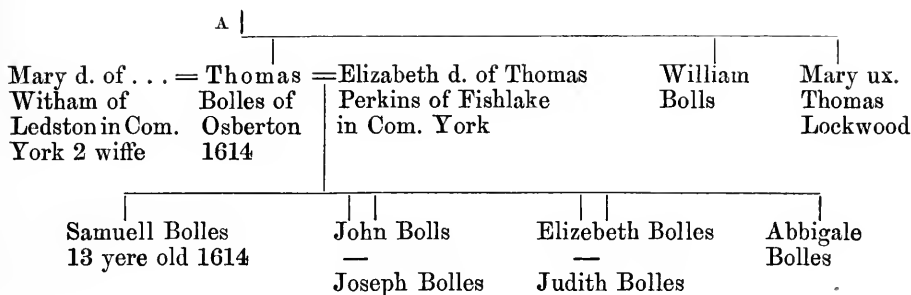 A
Mary d. of . . . = Thomas = Elizabeth d. of Thomas
Witham of Bolles of Perkins of Fishlake
Ledston in Com. Osberton in Com. York
York 2 wiffe 1614
William
Bolls
Mary ux.
Thomas
Lockwood
Samuell Bolles
13 yere old 1614
John Bolls
—
Joseph Bolles
Elizebeth Bolles
—
Judith Bolles
Abbigale
Bolles